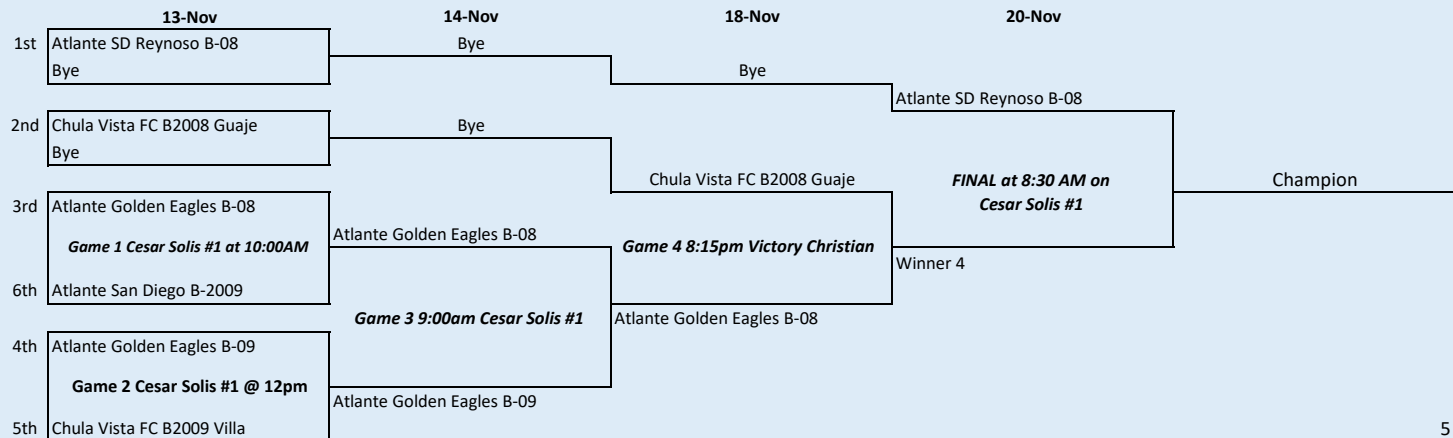 13-Nov 14-Nov 18-Nov 20-Nov
1st Atlante SD Reynoso B-08 Bye
Bye Bye
Atlante SD Reynoso B-08
2nd Chula Vista FC B2008 Guaje Bye
Bye
Chula Vista FC B2008 Guaje FINAL at 8:30 AM on Champion
3rd Atlante Golden Eagles B-08 Cesar Solis #1
Atlante Golden Eagles B-08
Game 1 Cesar Solis #1 at 10:00AM Game 4 8:15pm Victory Christian
Winner 4
6th Atlante San Diego B-2009
Game 3 9:00am Cesar Solis #1 Atlante Golden Eagles B-08
4th Atlante Golden Eagles B-09
Game 2 Cesar Solis #1 @ 12pm
Atlante Golden Eagles B-09
5th Chula Vista FC B2009 Villa 5